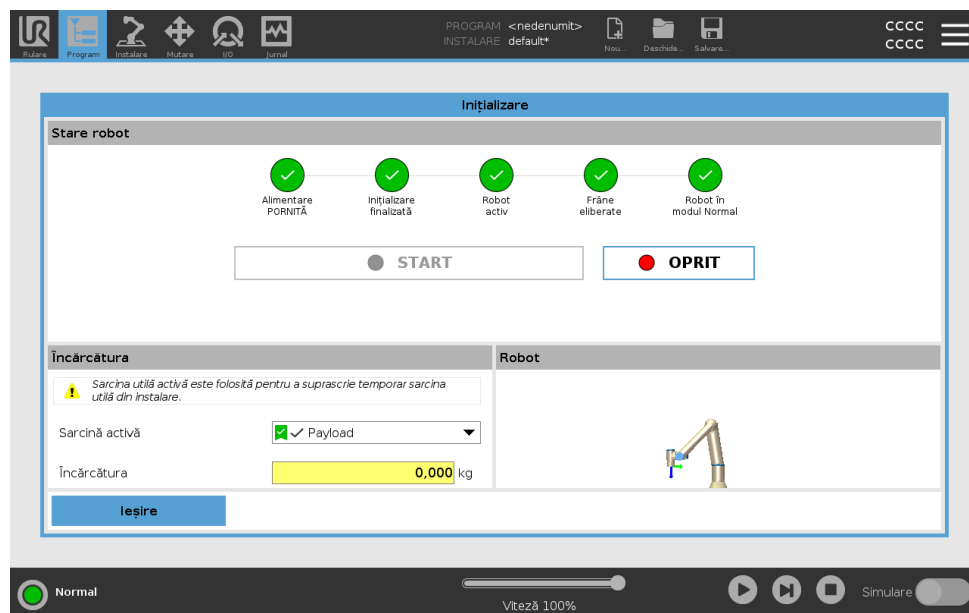 UR
PROGRAM <nedenumit>
INSTALARE default*
CCCC
CCCC
Rulare Program Instalare Mutare I/O Jurnal Nou... Deschide... Salvare...
Inițializare
Stare robot
Alimentare PORNITĂ
Inițializare finalizată
Robot activ
Frâne eliberate
Robot în modul Normal
START OPRIT
Încărcătura Robot
Sarcina utilă activă este folosită pentru a suprascrie temporar sarcina
utilă din instalare.
Sarcină activă Payload
Încărcătura 0,000 kg
Ieșire
Normal Viteză 100% Simulare